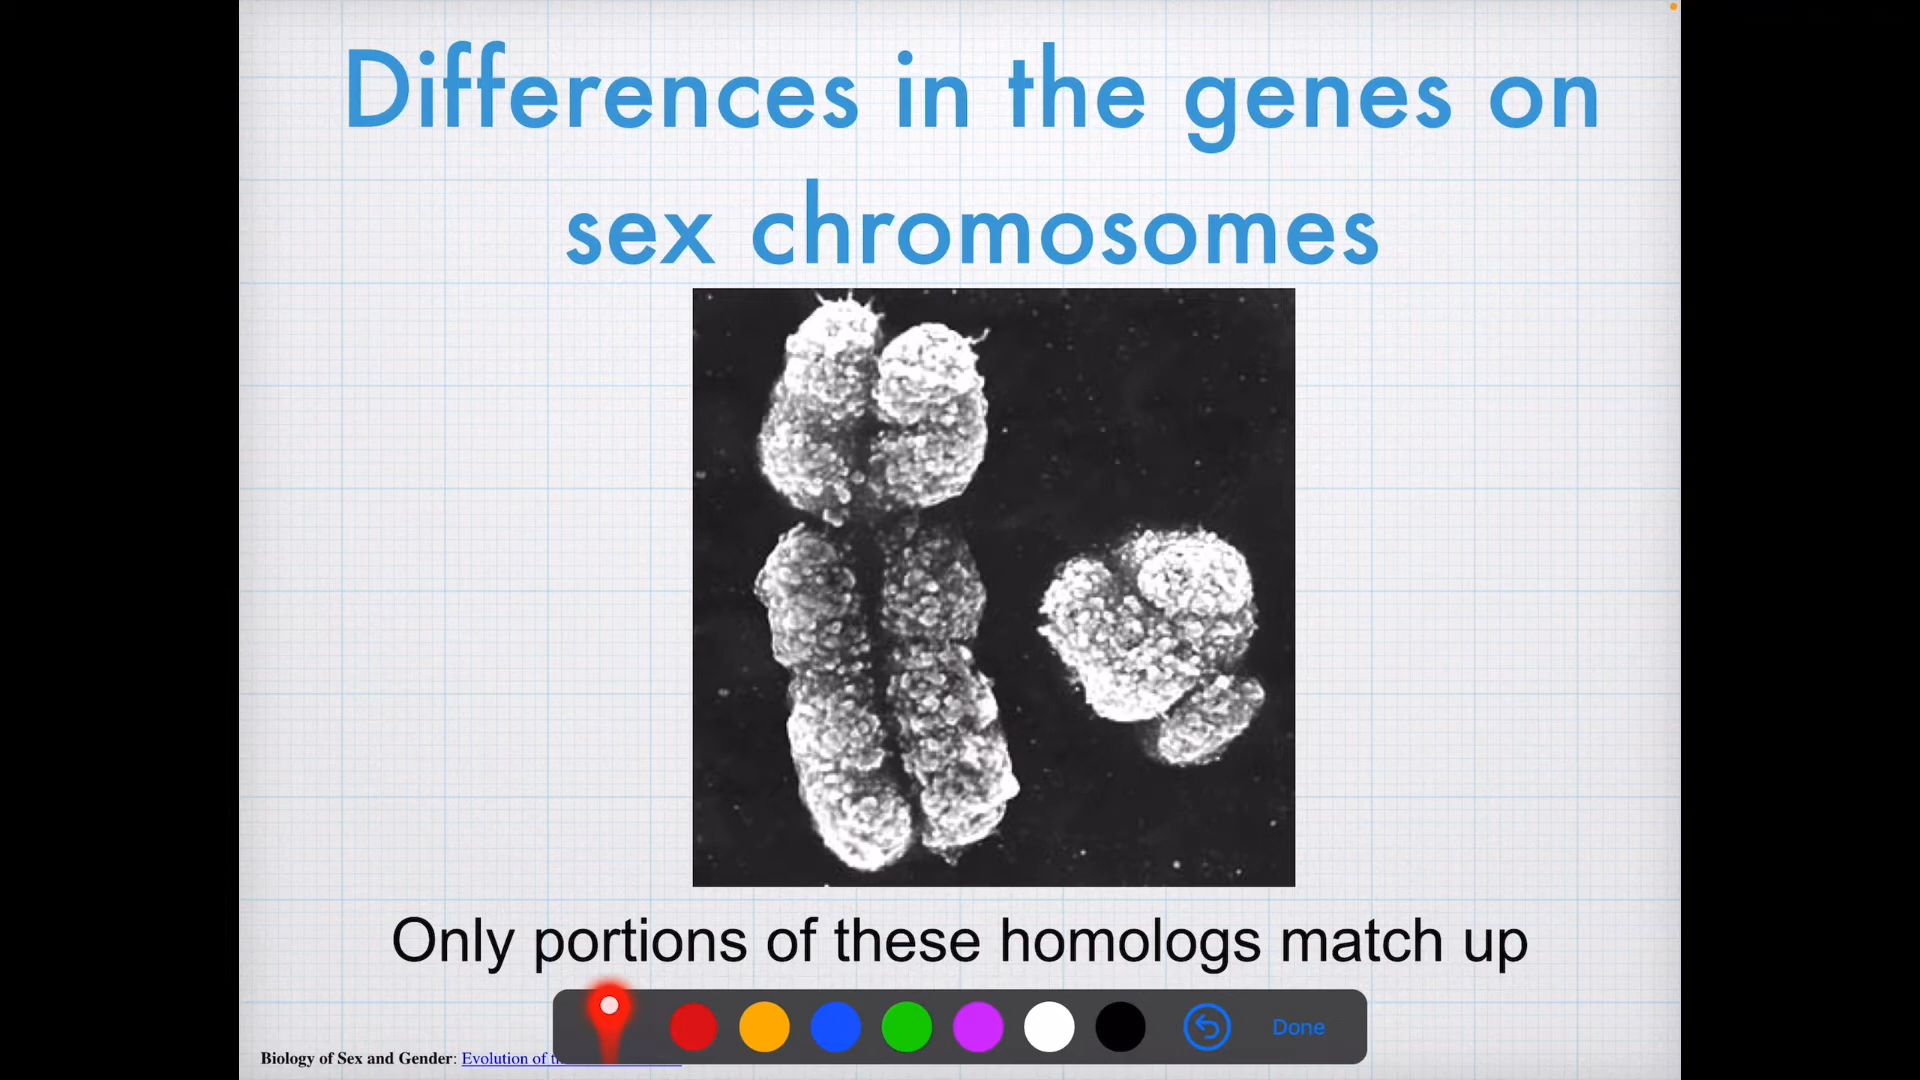 Differences in the genes on
sex chromosomes
Only portions of these homologs match up
Done
Biology of Sex and Gender: Evolution of